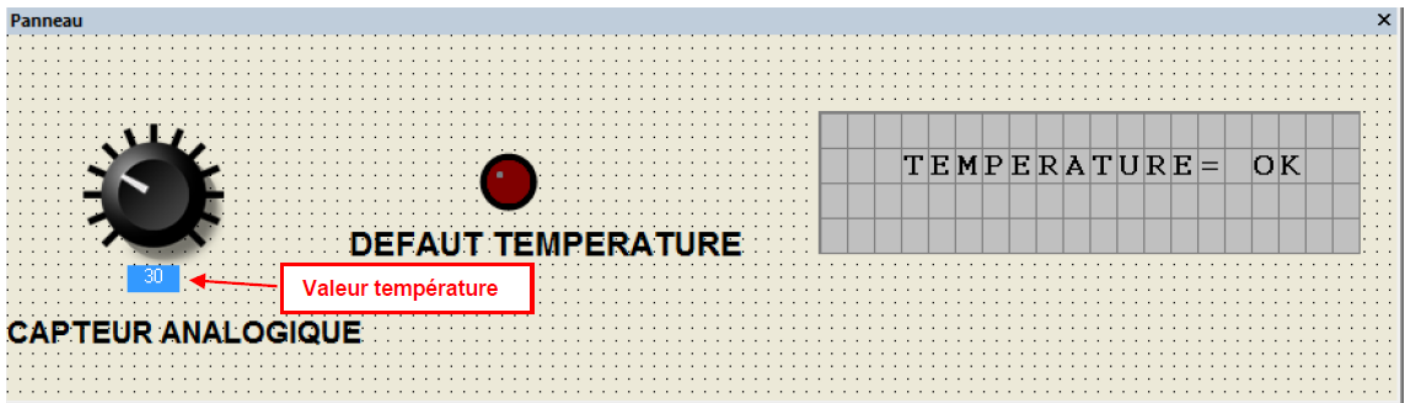 Panneau
TEMPERATURE= OK
DEFAUT TEMPERATURE
30
Valeur température
CAPTEUR ANALOGIQUE